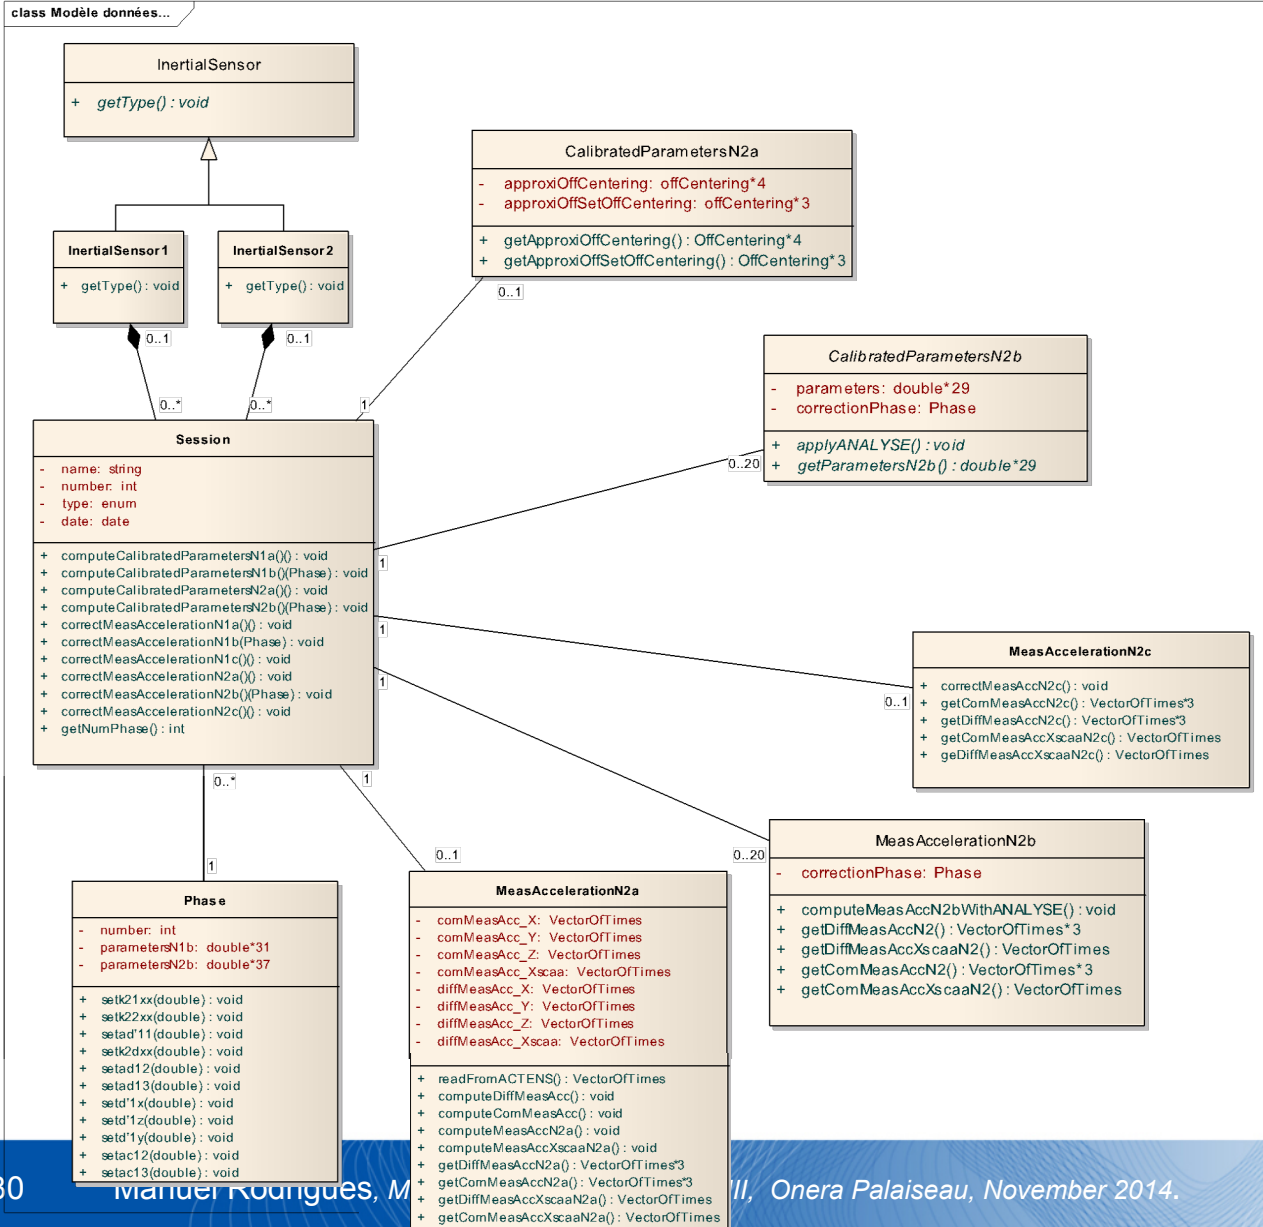 class Modèle données...
InertialSensor
+ getType() : void
InertialSensor1
+ getType() : void
InertialSensor2
+ getType() : void
0..1
0..1
0..*
0..*
CalibratedParametersN2a
- approxiOffCentering: offCentering*4
- approxiOffSetOffCentering: offCentering*3
+ getApproxiOffCentering() : OffCentering*4
+ getApproxiOffSetOffCentering() : OffCentering*3
0..1
1
CalibratedParametersN2b
- parameters: double*29
- correctionPhase: Phase
+ applyANALYSE() : void
+ getParametersN2b() : double*29
0..20
1
Session
- name: string
- number: int
- type: enum
- date: date
+ computeCalibratedParametersN1a()() : void
+ computeCalibratedParametersN1b()(Phase) : void
+ computeCalibratedParametersN2a()() : void
+ computeCalibratedParametersN2b()(Phase) : void
+ correctMeasAccelerationN1a()() : void
+ correctMeasAccelerationN1b(Phase) : void
+ correctMeasAccelerationN1c()() : void
+ correctMeasAccelerationN2a()() : void
+ correctMeasAccelerationN2b()(Phase) : void
+ correctMeasAccelerationN2c()() : void
+ getNumPhase() : int
1
1
0..1
MeasAccelerationN2c
+ correctMeasAccN2c() : void
+ getComMeasAccN2c() : VectorOfTimes*3
+ getDiffMeasAccN2c() : VectorOfTimes*3
+ getComMeasAccXscaaN2c() : VectorOfTimes
+ geDiffMeasAccXscaaN2c() : VectorOfTimes
0..*
1
1
0..1
0..20
MeasAccelerationN2b
- correctionPhase: Phase
+ computeMeasAccN2bWithANALYSE() : void
+ getDiffMeasAccN2() : VectorOfTimes*3
+ getDiffMeasAccXscaaN2() : VectorOfTimes
+ getComMeasAccN2() : VectorOfTimes*3
+ getComMeasAccXscaaN2() : VectorOfTimes
Phase
- number: int
- parametersN1b: double*31
- parametersN2b: double*37
+ setk21xx(double) : void
+ setk22xx(double) : void
+ setad'11(double) : void
+ setk2dxx(double) : void
+ setad12(double) : void
+ setad13(double) : void
+ setd'1x(double) : void
+ setd'1z(double) : void
+ setd'1y(double) : void
+ setac12(double) : void
+ setac13(double) : void
MeasAccelerationN2a
- comMeasAcc_X: VectorOfTimes
- comMeasAcc_Y: VectorOfTimes
- comMeasAcc_Z: VectorOfTimes
- comMeasAcc_Xscaa: VectorOfTimes
- diffMeasAcc_X: VectorOfTimes
- diffMeasAcc_Y: VectorOfTimes
- diffMeasAcc_Z: VectorOfTimes
- diffMeasAcc_Xscaa: VectorOfTimes
+ readFromACTENS() : VectorOfTimes
+ computeDiffMeasAcc() : void
+ computeComMeasAcc() : void
+ computeMeasAccN2a() : void
+ computeMeasAccXscaaN2a() : void
+ getDiffMeasAccN2a() : VectorOfTimes*3
+ getComMeasAccN2a() : VectorOfTimes*3
+ getDiffMeasAccXscaaN2a() : VectorOfTimes
+ getComMeasAccXscaaN2a() : VectorOfTimes
30 Manuel Rodrigues, M III, Onera Palaiseau, November 2014.